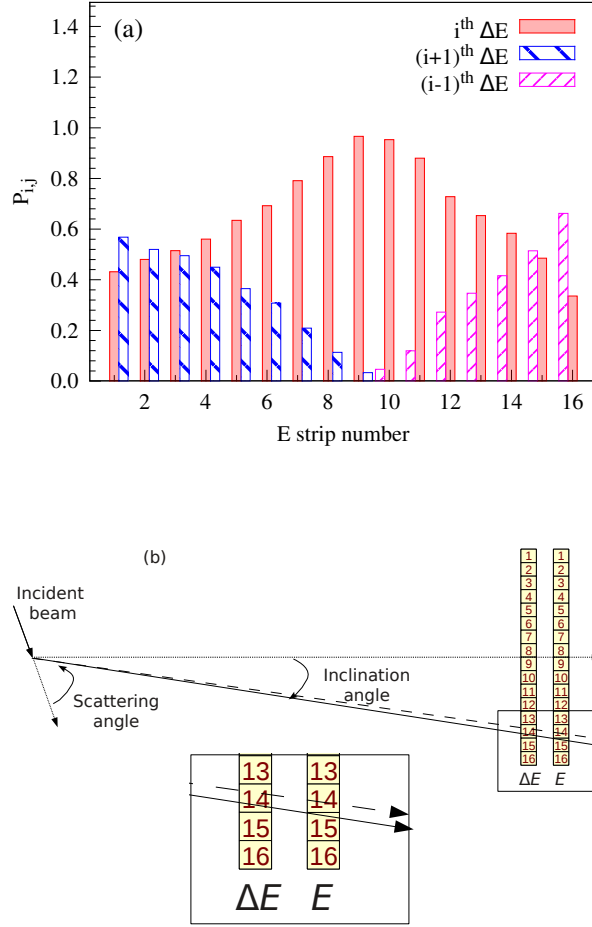 (a)
i^th ΔE
(i+1)^th ΔE
(i-1)^th ΔE
P_i,j
1.4
1.2
1.0
0.8
0.6
0.4
0.2
0.0
2 4 6 8 10 12 14 16
E strip number
(b)
Incident
beam
Scattering
angle
Inclination
angle
1 1
2 2
3 3
4 4
5 5
6 6
7 7
8 8
9 9
10 10
11 11
12 12
13 13
14 14
15 15
16 16
ΔE E
13 13
14 14
15 15
16 16
ΔE E